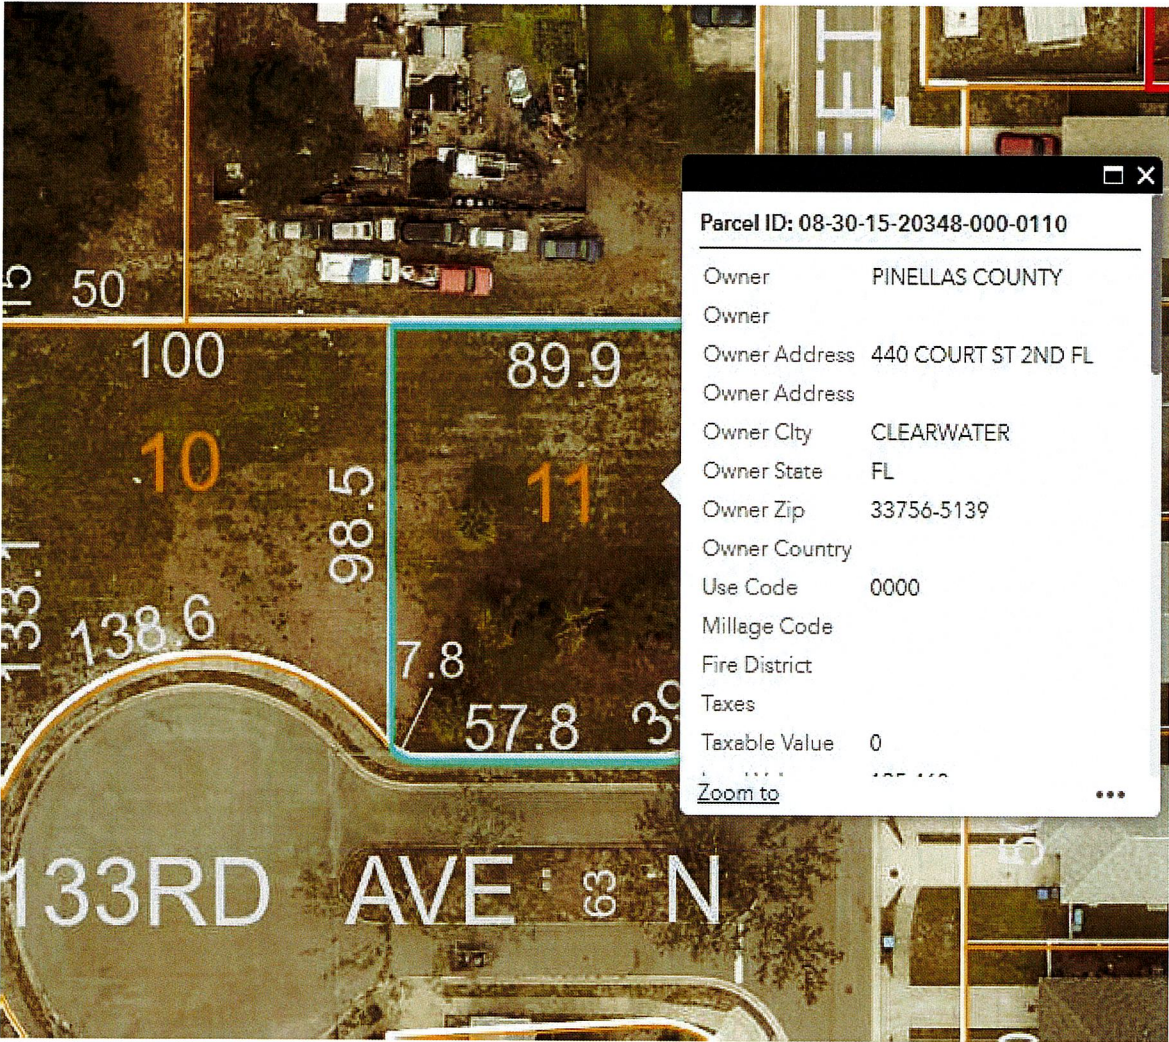 EET
15
50
100
89.9
10
11
98.5
133.1
138.6
7.8
57.8
39
133RD AVE N
63
5
Parcel ID: 08-30-15-20348-000-0110
Owner PINELLAS COUNTY
Owner
Owner Address 440 COURT ST 2ND FL
Owner Address
Owner City CLEARWATER
Owner State FL
Owner Zip 33756-5139
Owner Country
Use Code 0000
Millage Code
Fire District
Taxes
Taxable Value 0
Zoom to